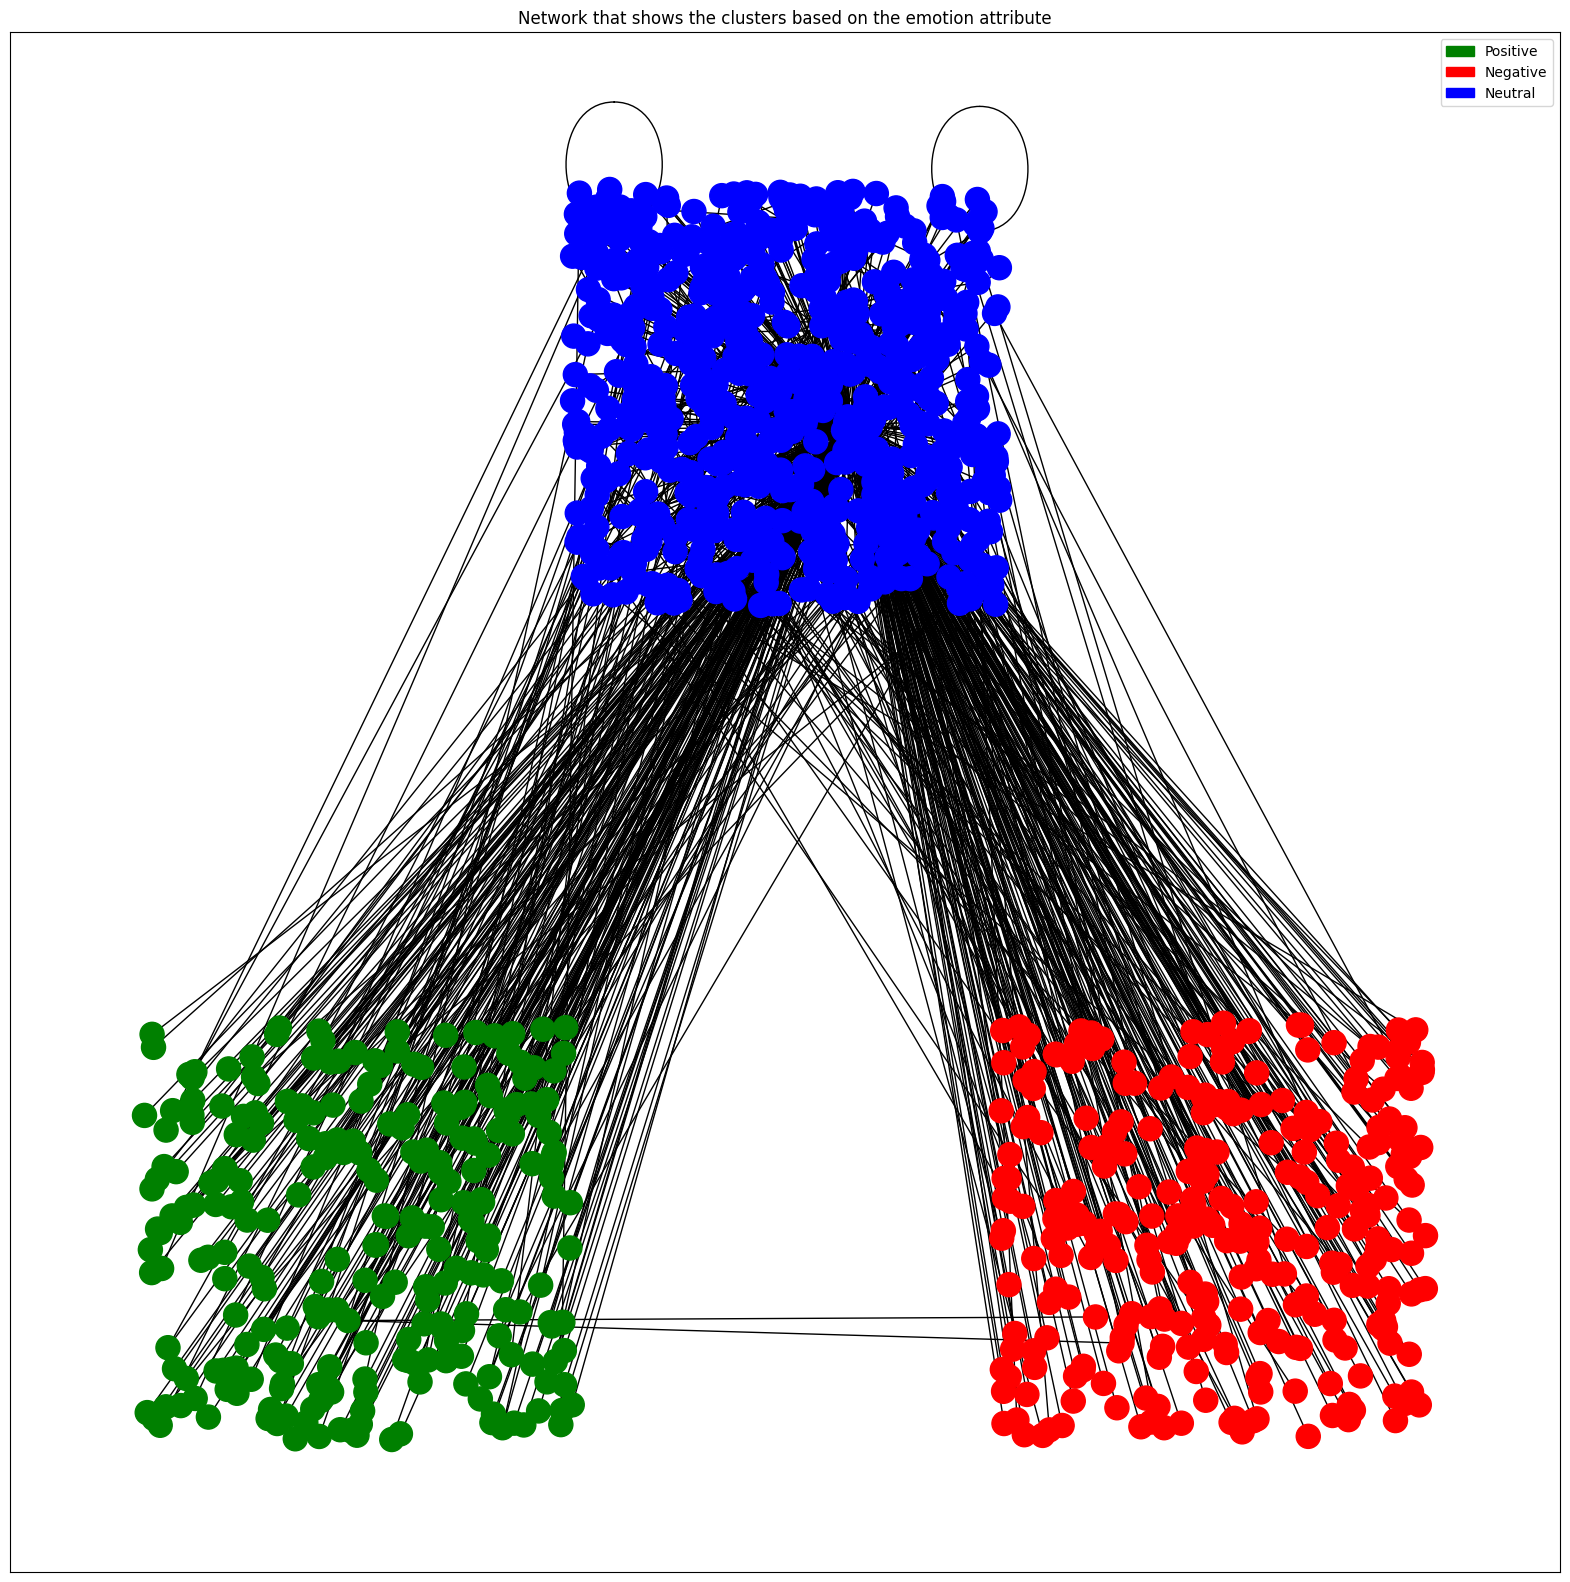 Network that shows the clusters based on the emotion attribute
Positive
Negative
Neutral